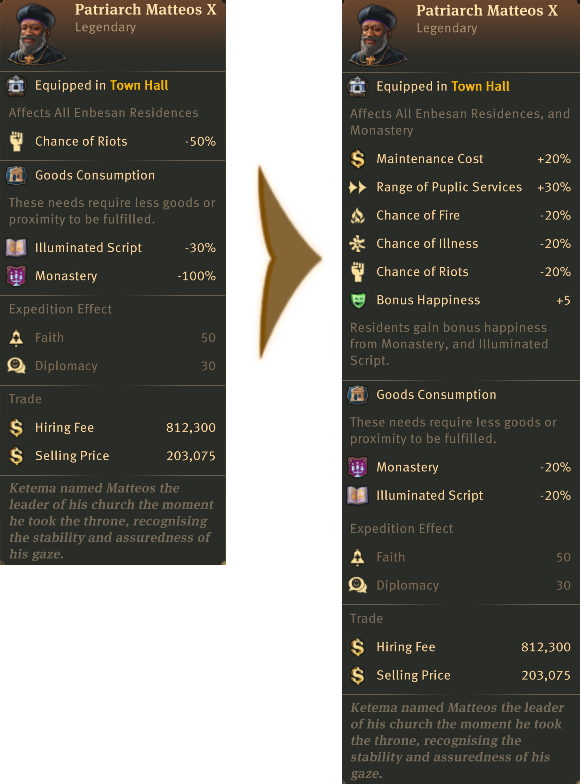 Patriarch Matteos X
Legendary
Equipped in Town Hall
Affects All Enbesan Residences
Chance of Riots -50%
Goods Consumption
These needs require less goods or
proximity to be fulfilled.
Illuminated Script -30%
Monastery -100%
Expedition Effect
Faith 50
Diplomacy 30
Trade
Hiring Fee 812,300
Selling Price 203,075
Ketema named Matteos the
leader of his church the moment
he took the throne, recognising
the stability and assuredness of
his gaze.
Patriarch Matteos X
Legendary
Equipped in Town Hall
Affects All Enbesan Residences, and
Monastery
Maintenance Cost +20%
Range of Puplic Services +30%
Chance of Fire -20%
Chance of Illness -20%
Chance of Riots -20%
Bonus Happiness +5
Residents gain bonus happiness
from Monastery, and Illuminated
Script.
Goods Consumption
These needs require less goods or
proximity to be fulfilled.
Monastery -20%
Illuminated Script -20%
Expedition Effect
Faith 50
Diplomacy 30
Trade
Hiring Fee 812,300
Selling Price 203,075
Ketema named Matteos the leader
of his church the moment he took
the throne, recognising the
stability and assuredness of his
gaze.